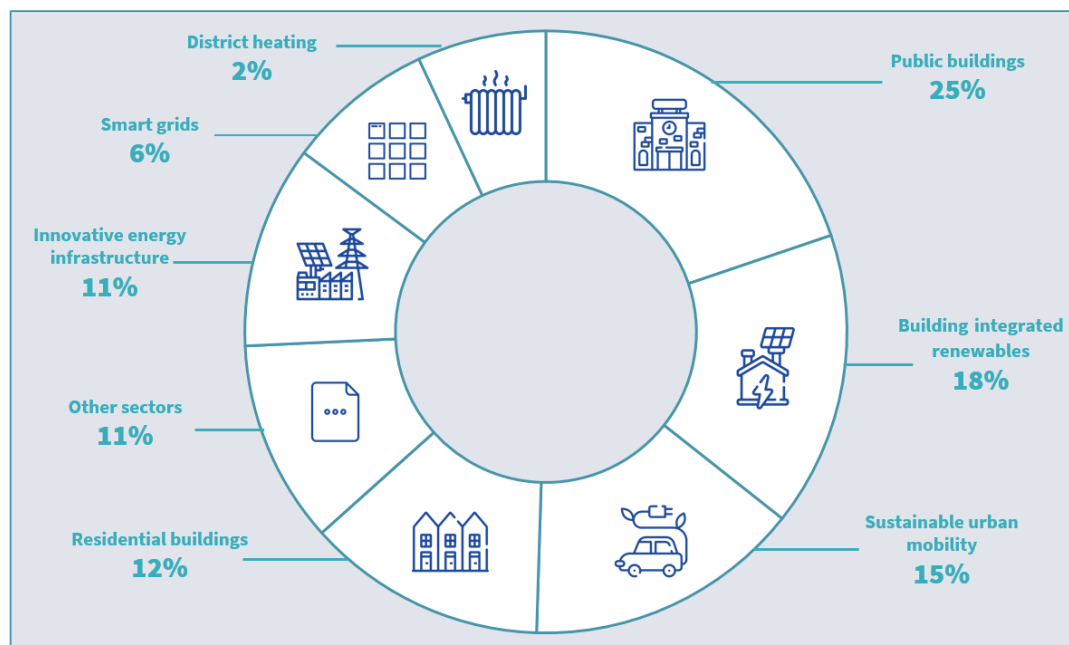 District heating
2%
Public buildings
25%
Smart grids
6%
Innovative energy
infrastructure
11%
Building integrated
renewables
18%
Other sectors
11%
Sustainable urban
mobility
15%
Residential buildings
12%